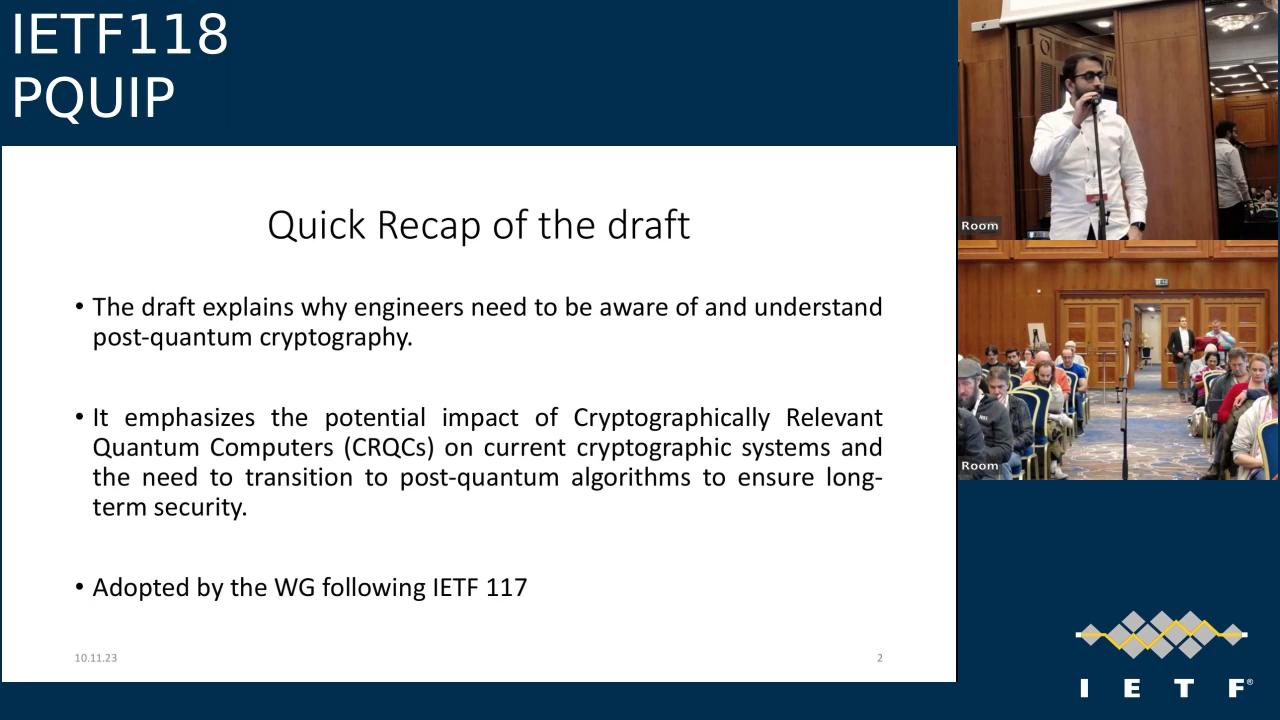 IETF118
PQUIP
Quick Recap of the draft
• The draft explains why engineers need to be aware of and understand
post-quantum cryptography.
• It emphasizes the potential impact of Cryptographically Relevant
Quantum Computers (CRQCs) on current cryptographic systems and
the need to transition to post-quantum algorithms to ensure long-
term security.
• Adopted by the WG following IETF 117
10.11.23
2
Room
Room
I E T F®